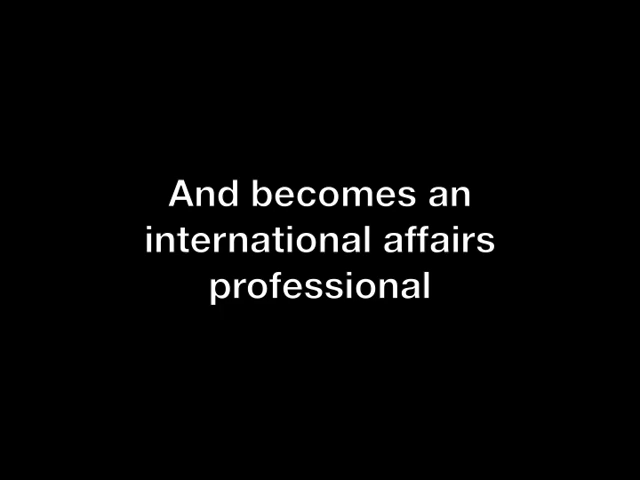 And becomes an
international affairs
professional